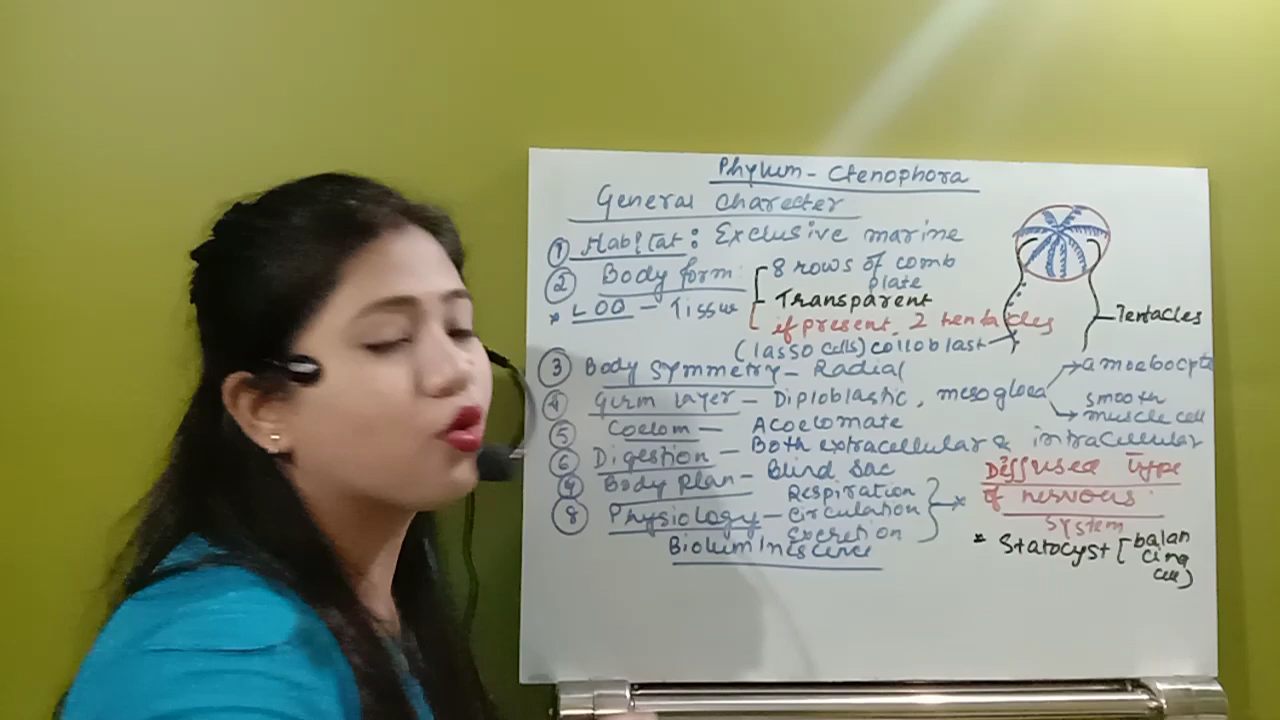 Phylum - Ctenophora
General Charecter
① Habitat : Exclusive marine
② Body form : 8 rows of comb plate
* LOO - Tissue
Transparent
if present, 2 tentacles
(lasso cells) colloblast
Tentacles
③ Body symmetry - Radial
④ Germ layer - Diploblastic, mesogloea
amoebocyte
smooth
muscle cell
⑤ Coelom - Acoelomate
⑥ Digestion - Both extracellular & intracellular
Body plan - Blind sac
⑧ Physiology - Respiration
Circulation
Excretion
*
Bioluminiscence
Diffused type
of nervous
system
* Statocyst [balan
cing
cell)